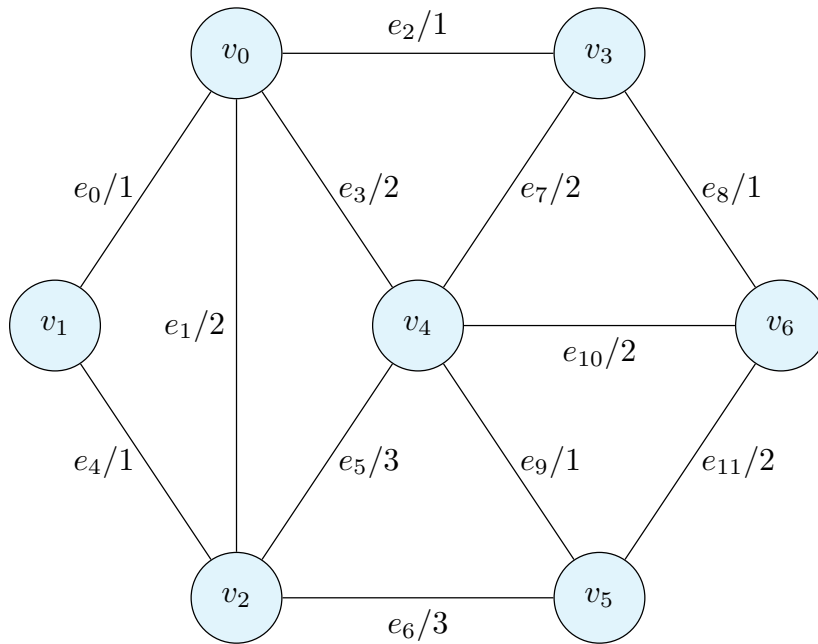 e₂/1
v₀
v₃
e₀/1
e₃/2
e₇/2
e₈/1
v₁
e₁/2
v₄
v₆
e₁₀/2
e₄/1
e₅/3
e₉/1
e₁₁/2
v₂
v₅
e₆/3